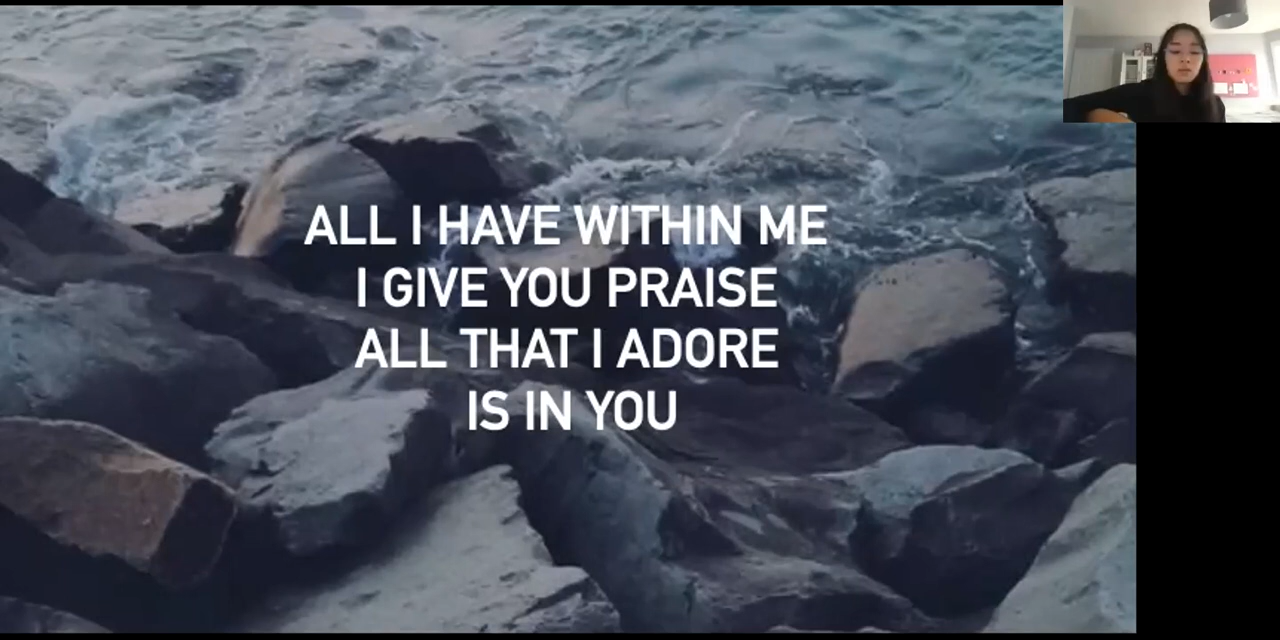 ALL I HAVE WITHIN ME
I GIVE YOU PRAISE
ALL THAT I ADORE
IS IN YOU